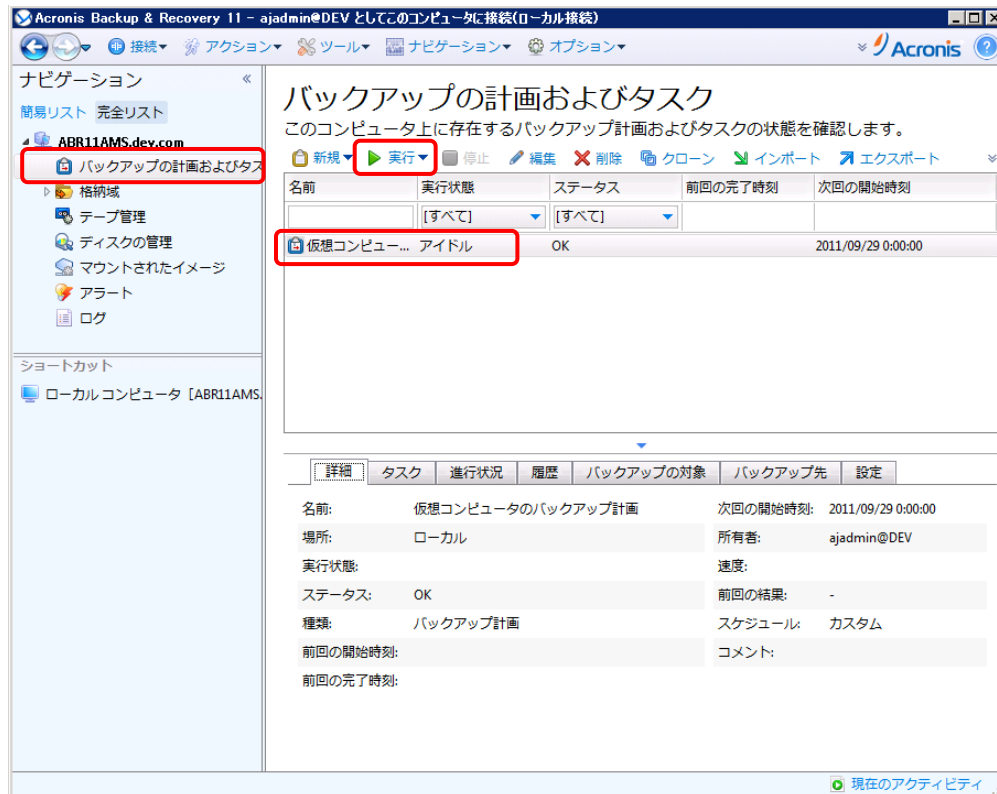 Acronis Backup & Recovery 11 - ajadmin@DEV としてこのコンピュータに接続(ローカル接続)
接続 アクション ツール ナビゲーション オプション Acronis
ナビゲーション
簡易リスト 完全リスト
ABR11AMS.dev.com
バックアップの計画およびタス
格納域
テープ管理
ディスクの管理
マウントされたイメージ
アラート
ログ
ショートカット
ローカル コンピュータ [ABR11AMS.
バックアップの計画およびタスク
このコンピュータ上に存在するバックアップ計画およびタスクの状態を確認します。
新規 実行 停止 編集 削除 クローン インポート エクスポート
名前 実行状態 ステータス 前回の完了時刻 次回の開始時刻
[すべて] [すべて]
仮想コンピュー... アイドル OK 2011/09/29 0:00:00
詳細 タスク 進行状況 履歴 バックアップの対象 バックアップ先 設定
名前: 仮想コンピュータのバックアップ計画 次回の開始時刻: 2011/09/29 0:00:00
場所: ローカル 所有者: ajadmin@DEV
実行状態: 速度:
ステータス: OK 前回の結果: -
種類: バックアップ計画 スケジュール: カスタム
前回の開始時刻: コメント:
前回の完了時刻:
現在のアクティビティ